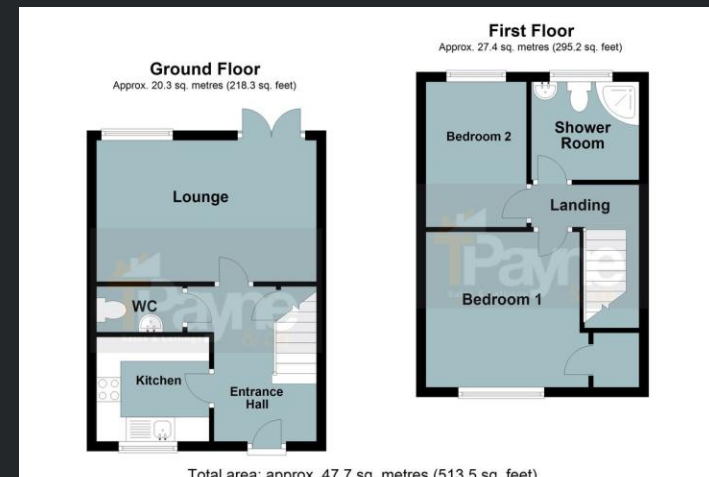 Ground Floor
Approx. 20.3 sq. metres (218.3 sq. feet)
Lounge
WC
Kitchen
Entrance
Hall
First Floor
Approx. 27.4 sq. metres (295.2 sq. feet)
Bedroom 2
Shower
Room
Landing
Bedroom 1
Payne
Payne
Total area: approx. 47.7 sq. metres (513.5 sq. feet)